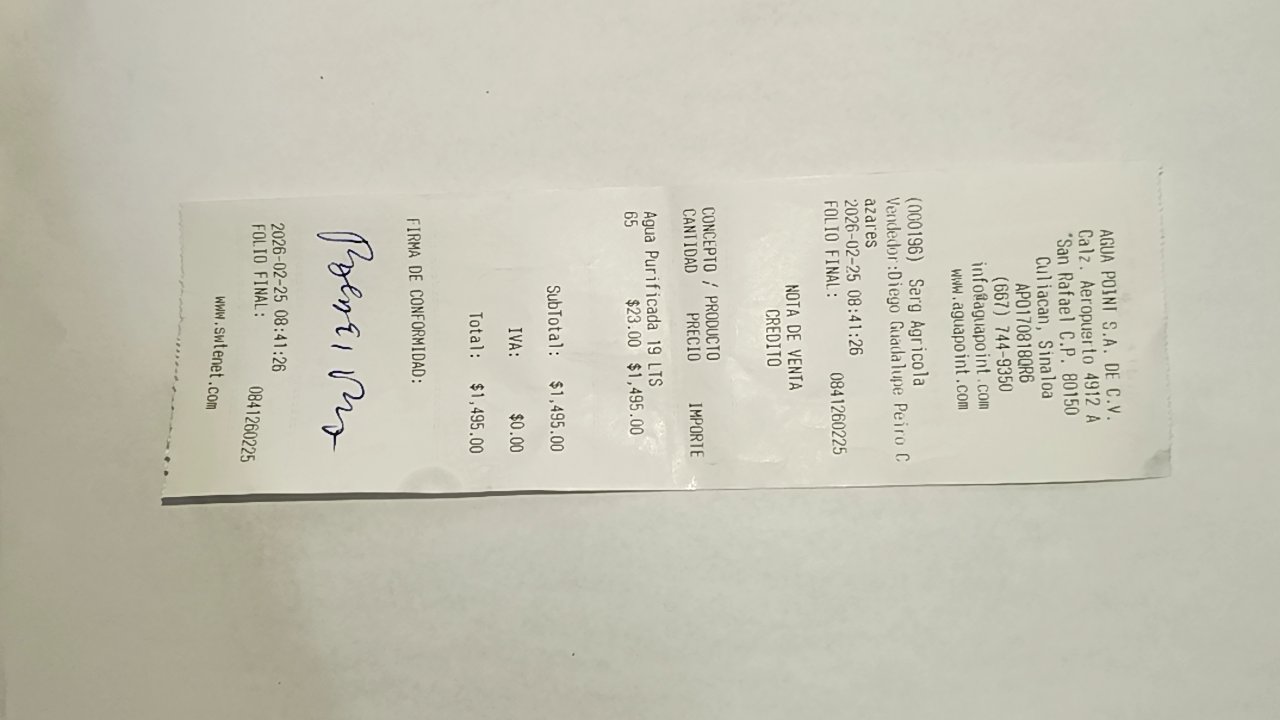 AGUA POINT S.A. DE C.V.
Calz. Aeropuerto 4912 A
*San Rafael C.P. 80150
Culiacan, Sinaloa
APO170818QR6
(667) 744-9350
info@aguapoint.com
www.aguapoint.com
(000196) Serg Agricola
Vendedor:Diego Guadalupe Peiro C
azares
2026-02-25 08:41:26
FOLIO FINAL: 0841260225
NOTA DE VENTA
CREDITO
CONCEPTO / PRODUCTO
CANTIDAD PRECIO IMPORTE
Agua Purificada 19 LTS
65 $23.00 $1,495.00
SubTotal: $1,495.00
IVA: $0.00
Total: $1,495.00
FIRMA DE CONFORMIDAD:
2026-02-25 08:41:26
FOLIO FINAL: 0841260225
www.swtenet.com